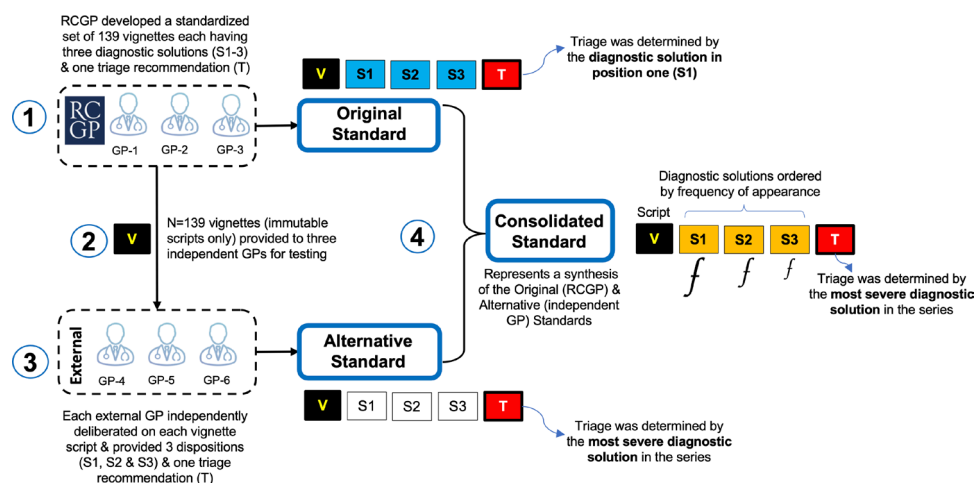 RCGP developed a standardized
set of 139 vignettes each having
three diagnostic solutions (S1-3)
& one triage recommendation (T)
1
RC
GP
GP-1
GP-2
GP-3
V
S1
S2
S3
T
Triage was determined by
the diagnostic solution in
position one (S1)
Original
Standard
2
V
N=139 vignettes (immutable
scripts only) provided to three
independent GPs for testing
3
External
GP-4
GP-5
GP-6
Each external GP independently
deliberated on each vignette
script & provided 3 dispositions
(S1, S2 & S3) & one triage
recommendation (T)
Alternative
Standard
V
S1
S2
S3
T
Triage was determined by
the most severe diagnostic
solution in the series
4
Consolidated
Standard
Represents a synthesis
of the Original (RCGP) &
Alternative (independent
GP) Standards
Diagnostic solutions ordered
by frequency of appearance
Script
V
S1
S2
S3
T
f
f
f
Triage was determined by
the most severe diagnostic
solution in the series